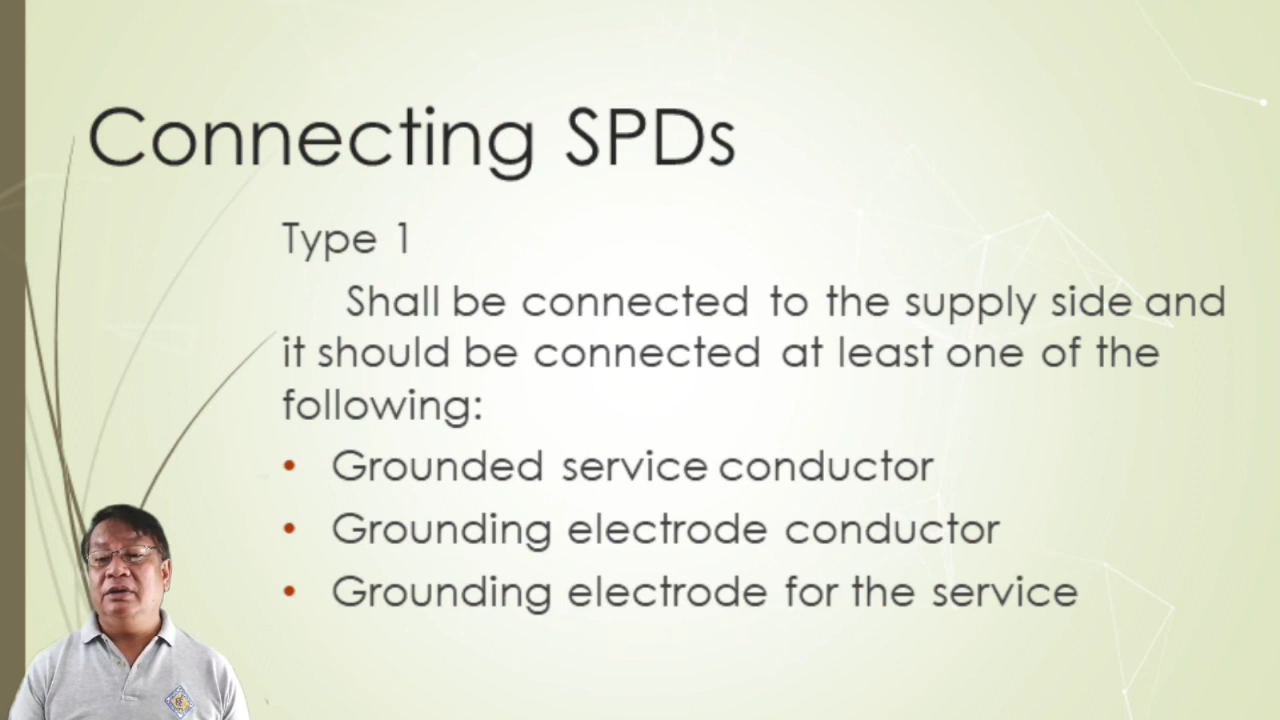 Connecting SPDs
Type 1
Shall be connected to the supply side and
it should be connected at least one of the
following:
• Grounded service conductor
• Grounding electrode conductor
• Grounding electrode for the service